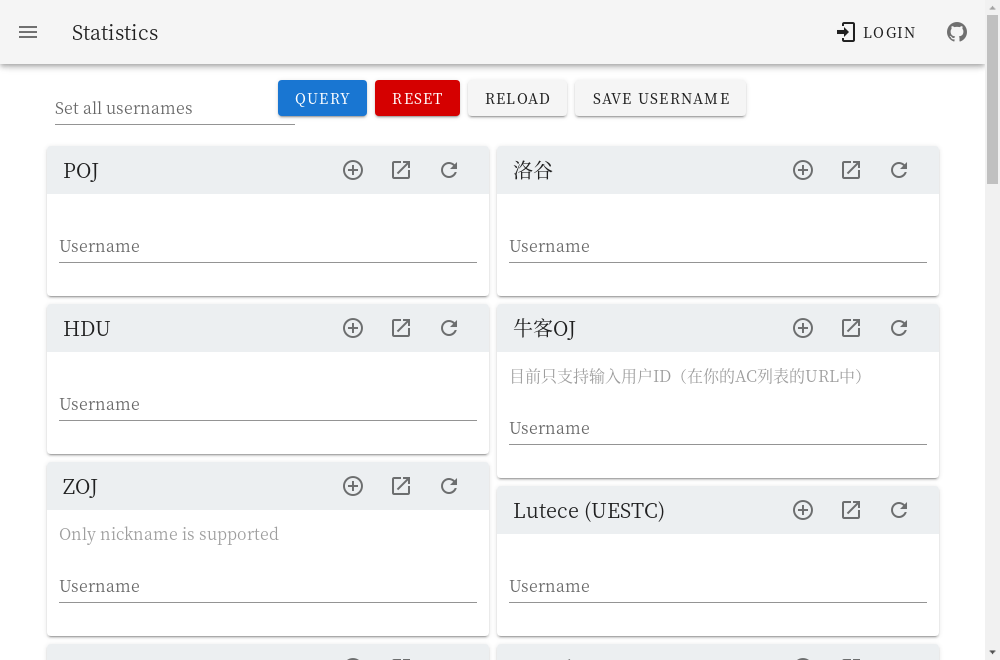 Statistics
LOGIN
Set all usernames
QUERY
RESET
RELOAD
SAVE USERNAME
POJ
Username
洛谷
Username
HDU
Username
牛客OJ
目前只支持输入用户ID（在你的AC列表的URL中）
Username
ZOJ
Only nickname is supported
Username
Lutece (UESTC)
Username